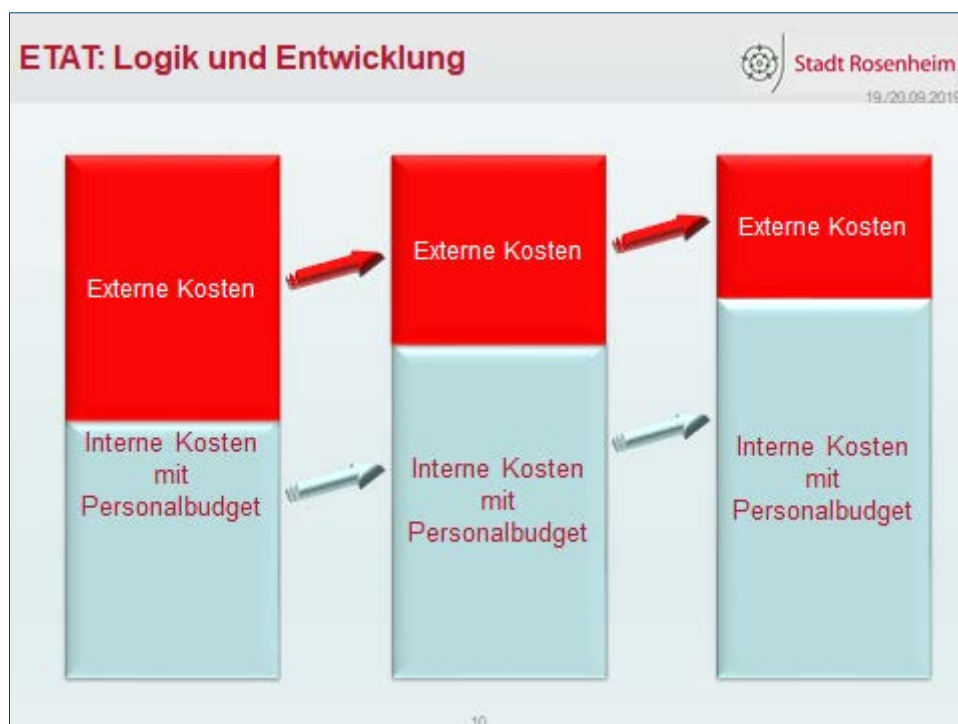 ETAT: Logik und Entwicklung
Stadt Rosenheim
19./20.09.2019
Externe Kosten
Interne Kosten
mit
Personalbudget
Externe Kosten
Interne Kosten
mit
Personalbudget
Externe Kosten
Interne Kosten
mit
Personalbudget
10